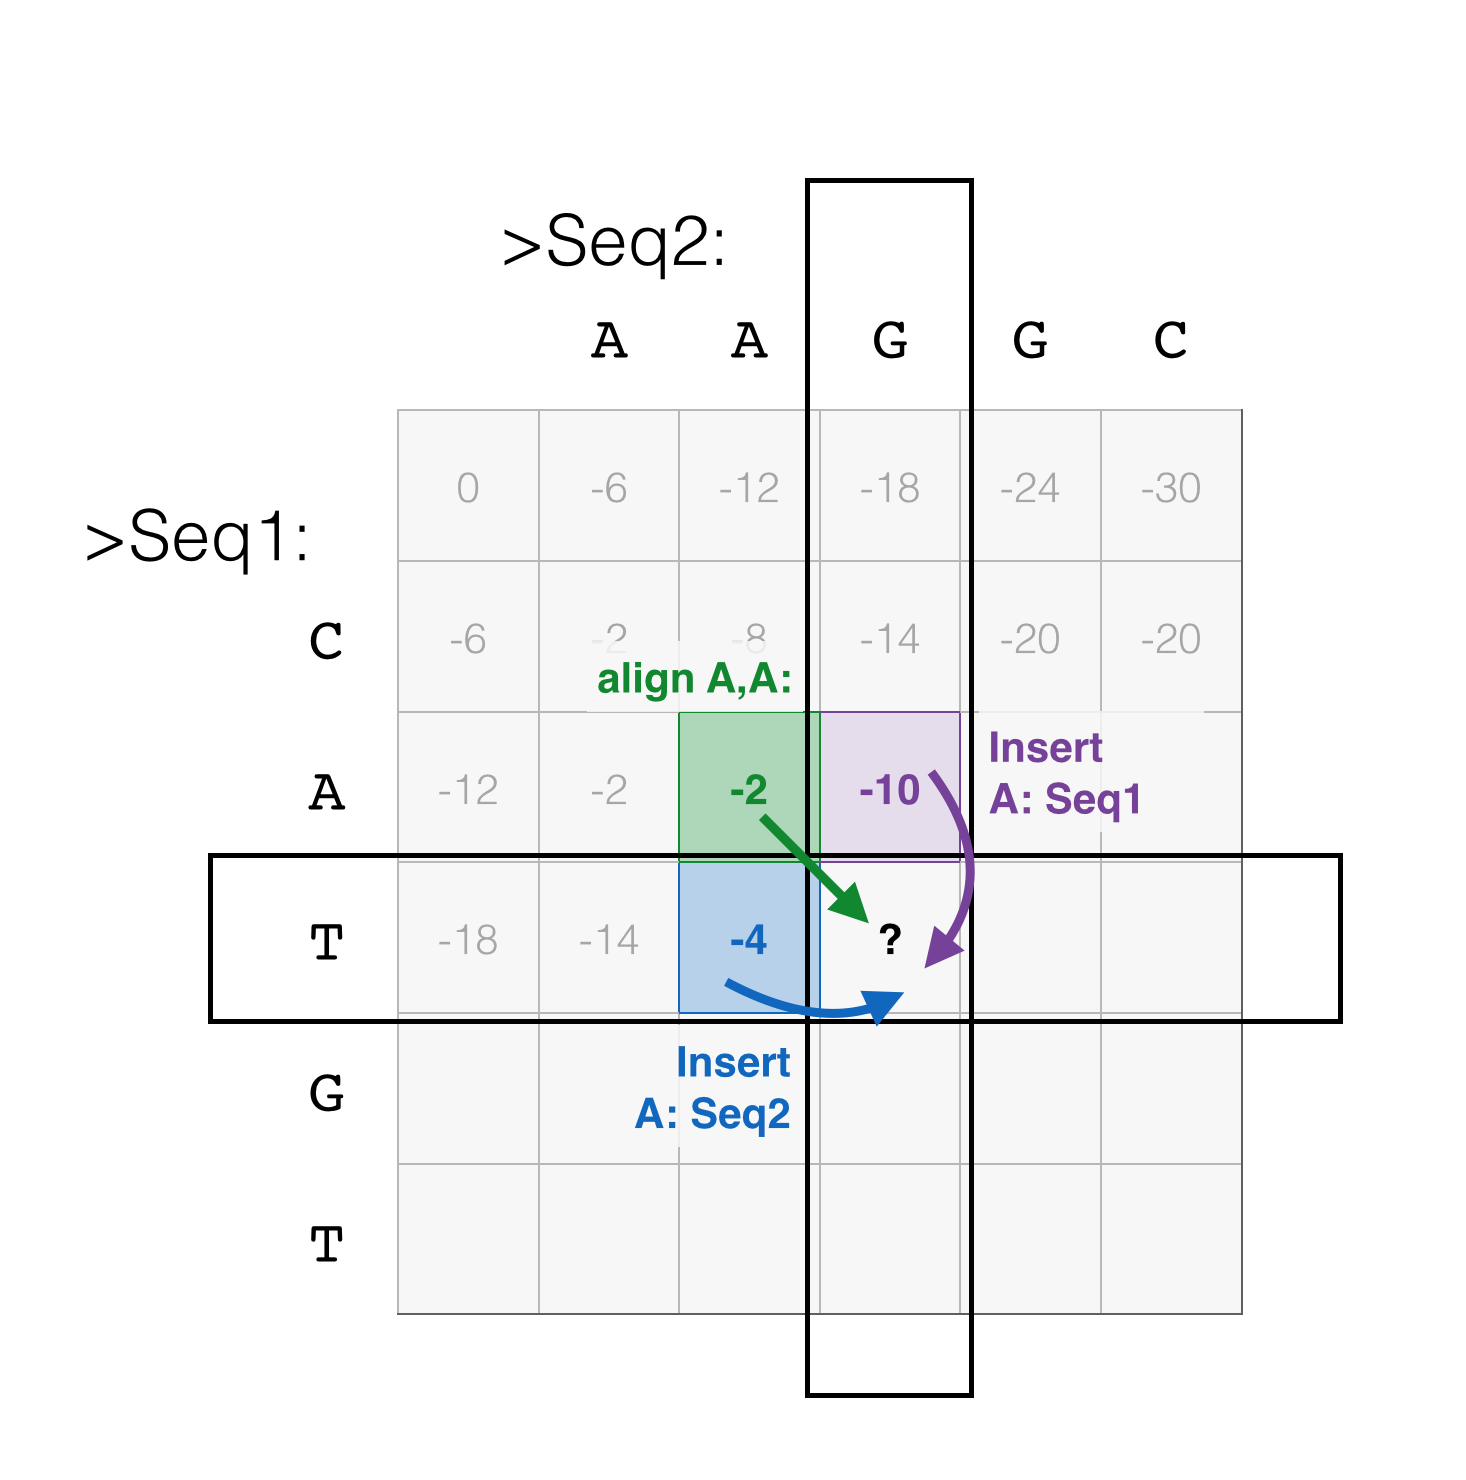 >Seq2:
A A G G C
0 -6 -12 -18 -24 -30
>Seq1:
C -6 -2 -8 -14 -20 -20
align A,A:
Insert
A: Seq1
A -12 -2 -2 -10
T -18 -14 -4 ?
Insert
A: Seq2
G
T